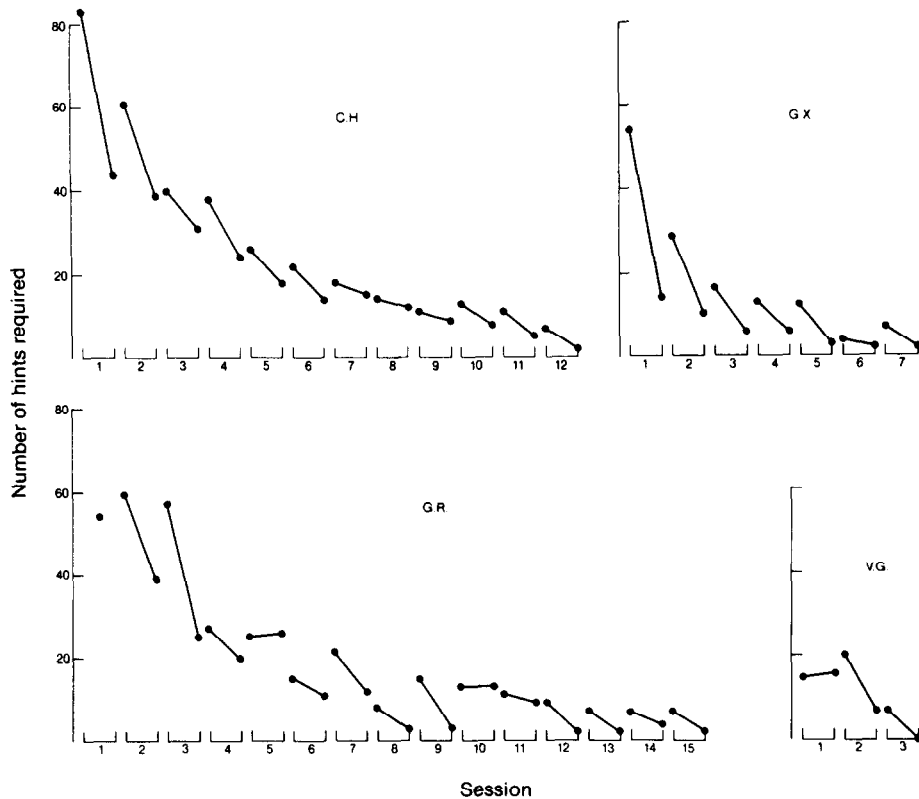 Number of hints required
80
60
40
20
C.H.
1 2 3 4 5 6 7 8 9 10 11 12
G.X.
1 2 3 4 5 6 7
80
60
40
20
G.R.
1 2 3 4 5 6 7 8 9 10 11 12 13 14 15
V.G.
1 2 3
Session